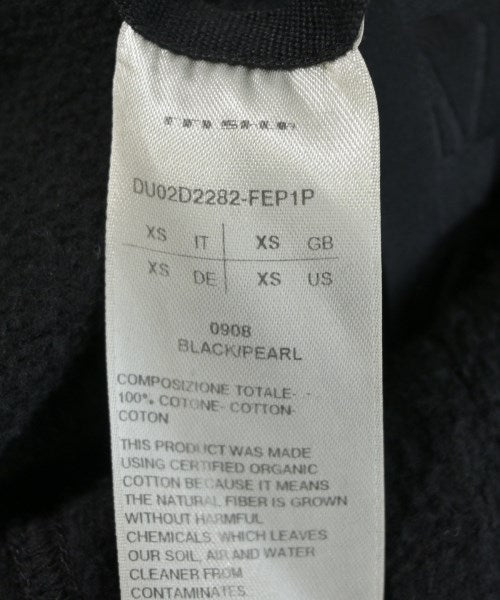 DU02D2282-FEP1P
XS IT XS GB
XS DE XS US
0908
BLACK/PEARL
COMPOSIZIONE TOTALE-
100% COTONE- COTTON-
COTON
THIS PRODUCT WAS MADE
USING CERTIFIED ORGANIC
COTTON BECAUSE IT MEANS
THE NATURAL FIBER IS GROWN
WITHOUT HARMFUL
CHEMICALS, WHICH LEAVES
OUR SOIL, AIR AND WATER
CLEANER FROM
CONTAMINATES